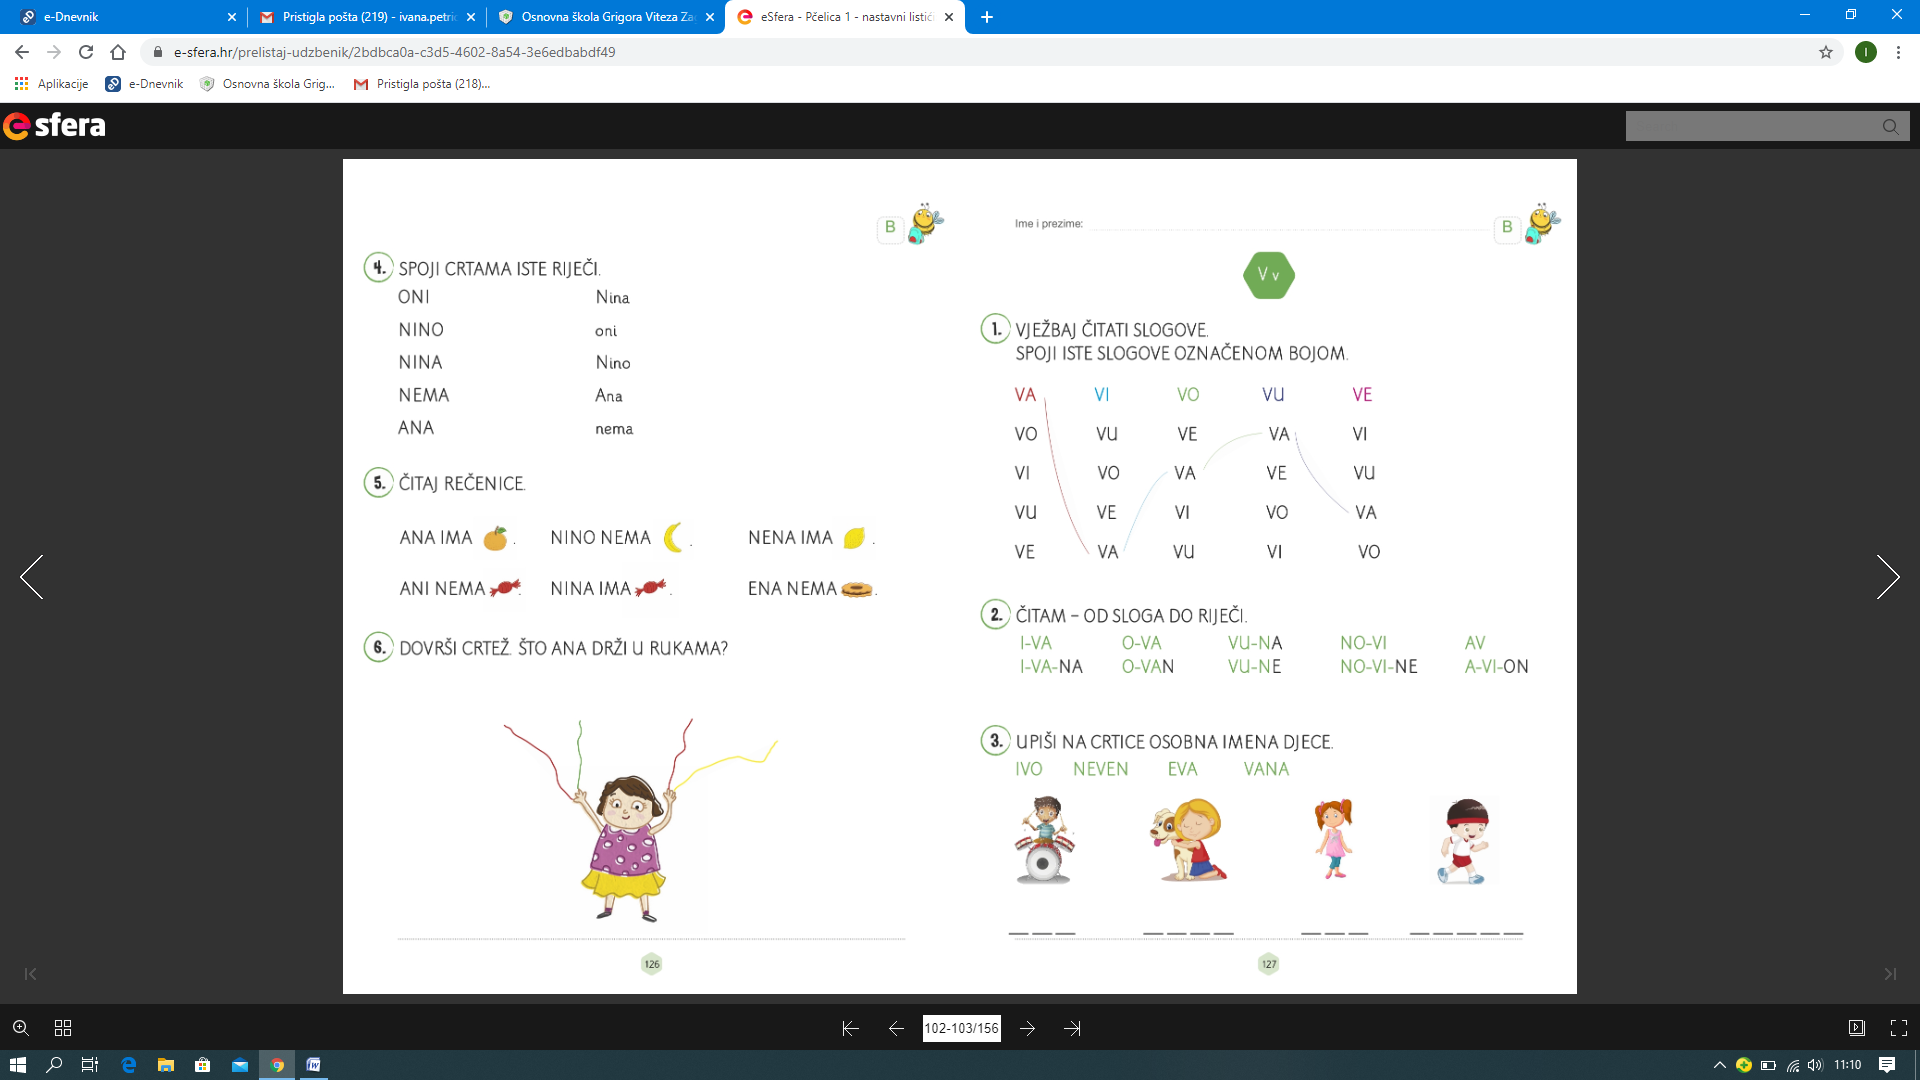 e-Dnevnik
Pristigla pošta (219) - ivana.petric
Osnovna škola Grigora Viteza Zag
eSfera - Pčelica 1 - nastavni listići
e-sfera.hr/prelistaj-udzbenik/2bdbca0a-c3d5-4602-8a54-3e6edbabdf49
I
Aplikacije
e-Dnevnik
Osnovna škola Grig...
Pristigla pošta (218)...
e sfera
B
4. SPOJI CRTAMA ISTE RIJEČI.
ONI Nina
NINO oni
NINA Nino
NEMA Ana
ANA nema
5. ČITAJ REČENICE.
ANA IMA . NINO NEMA . NENA IMA .
ANI NEMA . NINA IMA . ENA NEMA .
6. DOVRŠI CRTEŽ. ŠTO ANA DRŽI U RUKAMA?
126
Ime i prezime:
B
V v
1. VJEŽBAJ ČITATI SLOGOVE.
SPOJI ISTE SLOGOVE OZNAČENOM BOJOM.
VA VI VO VU VE
VO VU VE VA VI
VI VO VA VE VU
VU VE VI VO VA
VE VA VU VI VO
2. ČITAM – OD SLOGA DO RIJEČI.
I-VA O-VA VU-NA NO-VI AV
I-VA-NA O-VAN VU-NE NO-VI-NE A-VI-ON
3. UPIŠI NA CRTICE OSOBNA IMENA DJECE.
IVO NEVEN EVA VANA
127
102-103/156
11:10